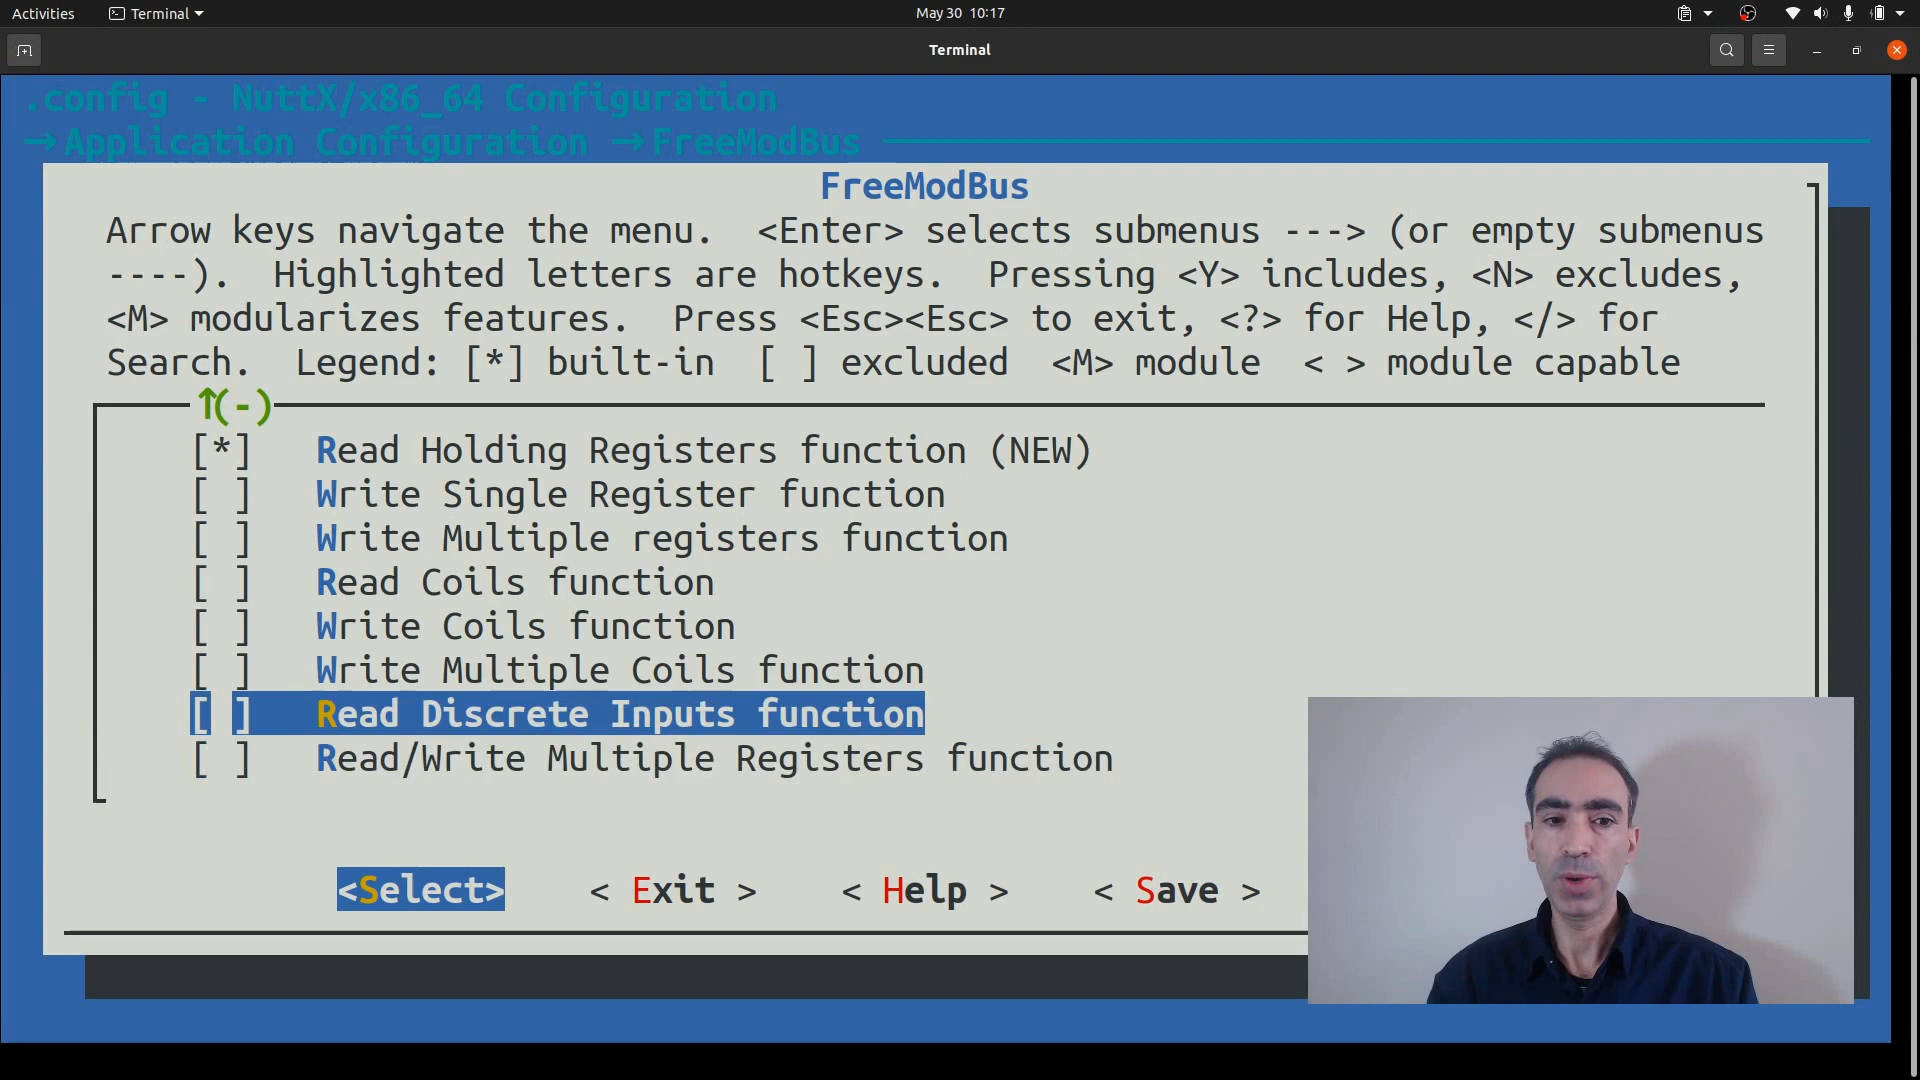 Activities Terminal May 30 10:17
Terminal
.config - NuttX/x86_64 Configuration
→Application Configuration →FreeModBus
FreeModBus
Arrow keys navigate the menu. <Enter> selects submenus ---> (or empty submenus
----). Highlighted letters are hotkeys. Pressing <Y> includes, <N> excludes,
<M> modularizes features. Press <Esc><Esc> to exit, <?> for Help, </> for
Search. Legend: [*] built-in [ ] excluded <M> module < > module capable
↑(-)
[*] Read Holding Registers function (NEW)
[ ] Write Single Register function
[ ] Write Multiple registers function
[ ] Read Coils function
[ ] Write Coils function
[ ] Write Multiple Coils function
[ ] Read Discrete Inputs function
[ ] Read/Write Multiple Registers function
<Select> < Exit > < Help > < Save >